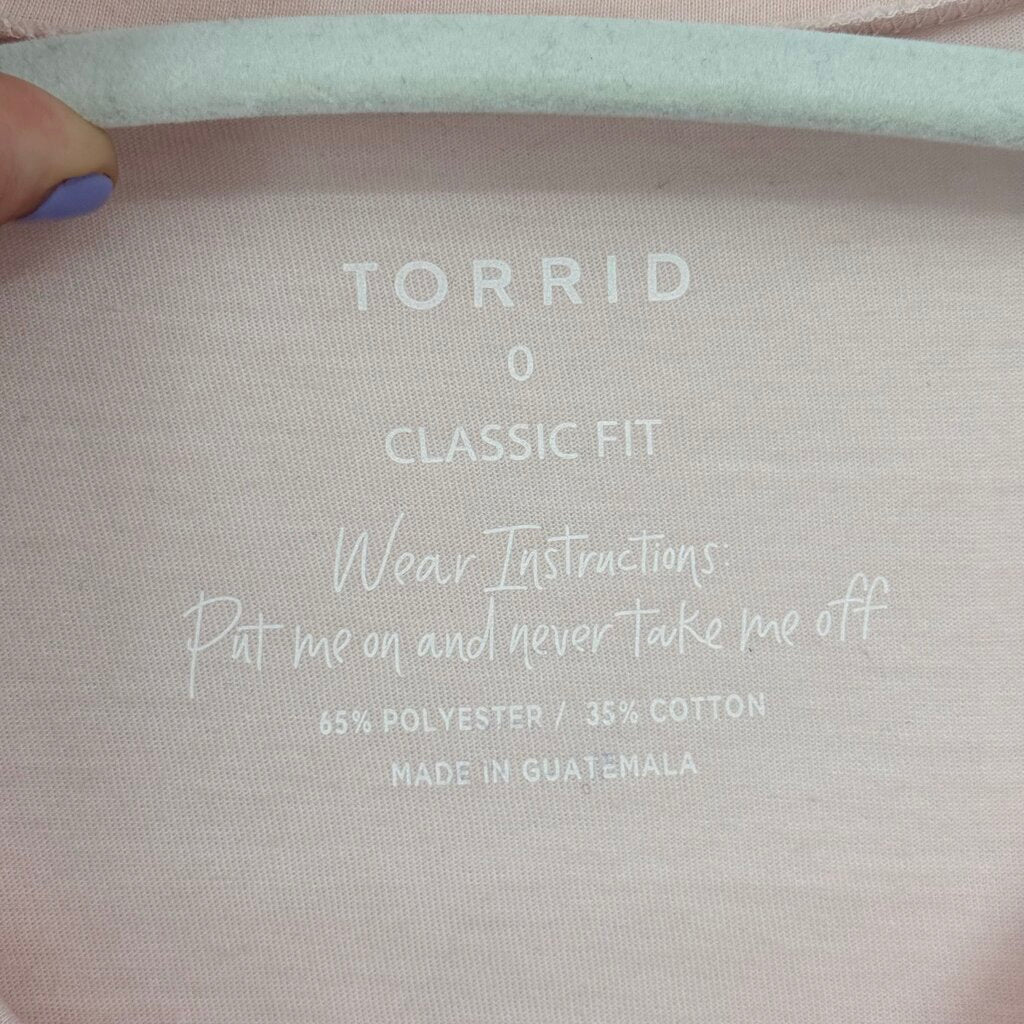 TORRID
0
CLASSIC FIT
Wear Instructions:
Put me on and never take me off
65% POLYESTER / 35% COTTON
MADE IN GUATEMALA